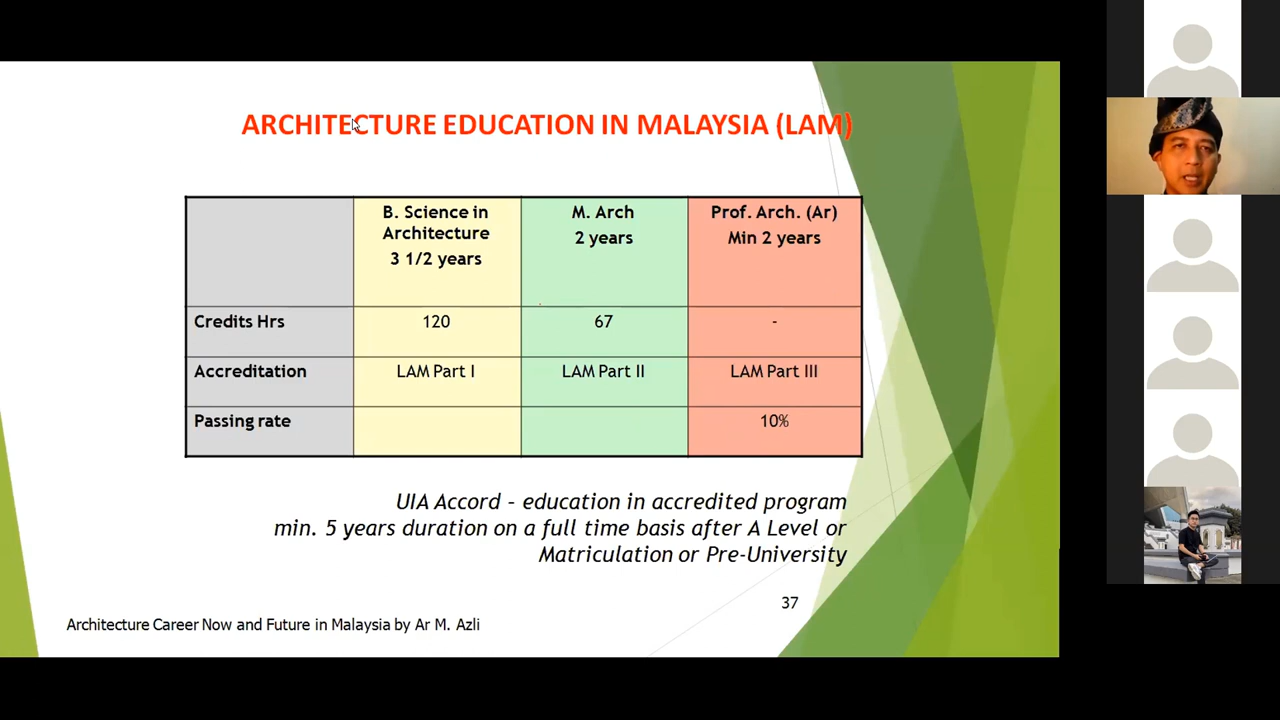 ARCHITECTURE EDUCATION IN MALAYSIA (LAM)
B. Science in
Architecture
3 1/2 years
M. Arch
2 years
Prof. Arch. (Ar)
Min 2 years
Credits Hrs
120
67
-
Accreditation
LAM Part I
LAM Part II
LAM Part III
Passing rate
10%
UIA Accord – education in accredited program
min. 5 years duration on a full time basis after A Level or
Matriculation or Pre-University
37
Architecture Career Now and Future in Malaysia by Ar M. Azli